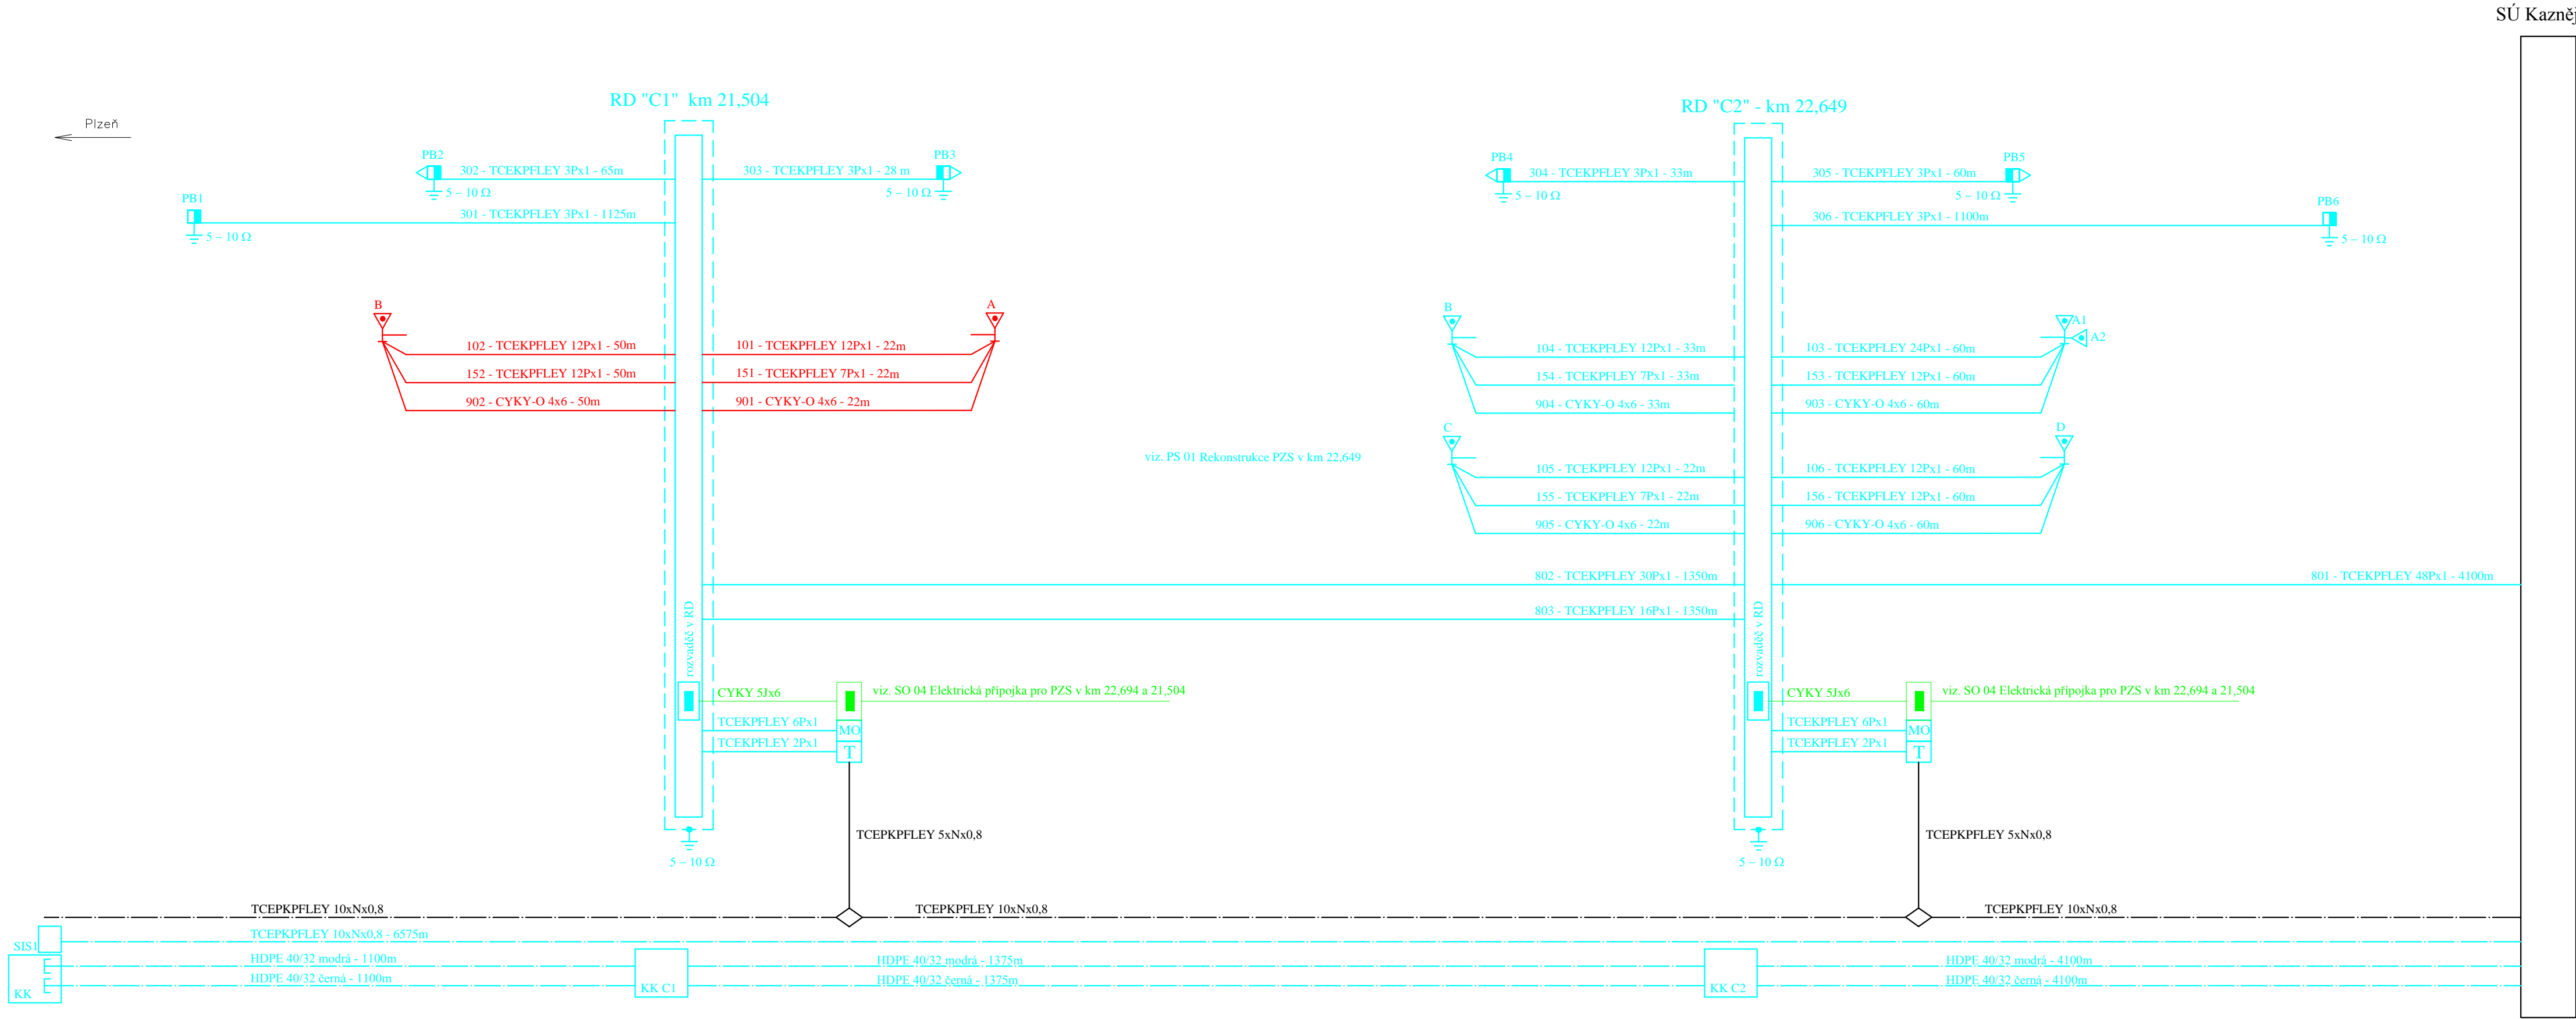 SÚ Kazněj
RD "C1"  km 21,504
RD "C2" - km 22,649
Plzeň
PB2
302 - TCEKPFLEY 3Px1 - 65m
303 - TCEKPFLEY 3Px1 - 28 m
PB3
PB4
304 - TCEKPFLEY 3Px1 - 33m
305 - TCEKPFLEY 3Px1 - 60m
PB5
5 – 10 Ω
5 – 10 Ω
5 – 10 Ω
5 – 10 Ω
PB1
301 - TCEKPFLEY 3Px1 - 1125m
306 - TCEKPFLEY 3Px1 - 1100m
PB6
5 – 10 Ω
5 – 10 Ω
B
A
B
A1
A2
102 - TCEKPFLEY 12Px1 - 50m
101 - TCEKPFLEY 12Px1 - 22m
104 - TCEKPFLEY 12Px1 - 33m
103 - TCEKPFLEY 24Px1 - 60m
152 - TCEKPFLEY 12Px1 - 50m
151 - TCEKPFLEY 7Px1 - 22m
154 - TCEKPFLEY 7Px1 - 33m
153 - TCEKPFLEY 12Px1 - 60m
902 - CYKY-O 4x6 - 50m
901 - CYKY-O 4x6 - 22m
904 - CYKY-O 4x6 - 33m
903 - CYKY-O 4x6 - 60m
C
D
viz. PS 01 Rekonstrukce PZS v km 22,649
105 - TCEKPFLEY 12Px1 - 22m
106 - TCEKPFLEY 12Px1 - 60m
155 - TCEKPFLEY 7Px1 - 22m
156 - TCEKPFLEY 12Px1 - 60m
905 - CYKY-O 4x6 - 22m
906 - CYKY-O 4x6 - 60m
802 - TCEKPFLEY 30Px1 - 1350m
801 - TCEKPFLEY 48Px1 - 4100m
803 - TCEKPFLEY 16Px1 - 1350m
rozvaděč v RD
rozvaděč v RD
CYKY 5Jx6
viz. SO 04 Elektrická přípojka pro PZS v km 22,694 a 21,504
CYKY 5Jx6
viz. SO 04 Elektrická přípojka pro PZS v km 22,694 a 21,504
TCEKPFLEY 6Px1
MO
TCEKPFLEY 6Px1
MO
TCEKPFLEY 2Px1
T
TCEKPFLEY 2Px1
T
TCEPKPFLEY 5xNx0,8
TCEPKPFLEY 5xNx0,8
5 – 10 Ω
5 – 10 Ω
TCEPKPFLEY 10xNx0,8
TCEPKPFLEY 10xNx0,8
TCEPKPFLEY 10xNx0,8
SIS1
TCEPKPFLEY 10xNx0,8 - 6575m
HDPE 40/32 modrá - 1100m
HDPE 40/32 modrá - 1375m
HDPE 40/32 modrá - 4100m
HDPE 40/32 černá - 1100m
HDPE 40/32 černá - 1375m
HDPE 40/32 černá - 4100m
KK
KK C1
KK C2